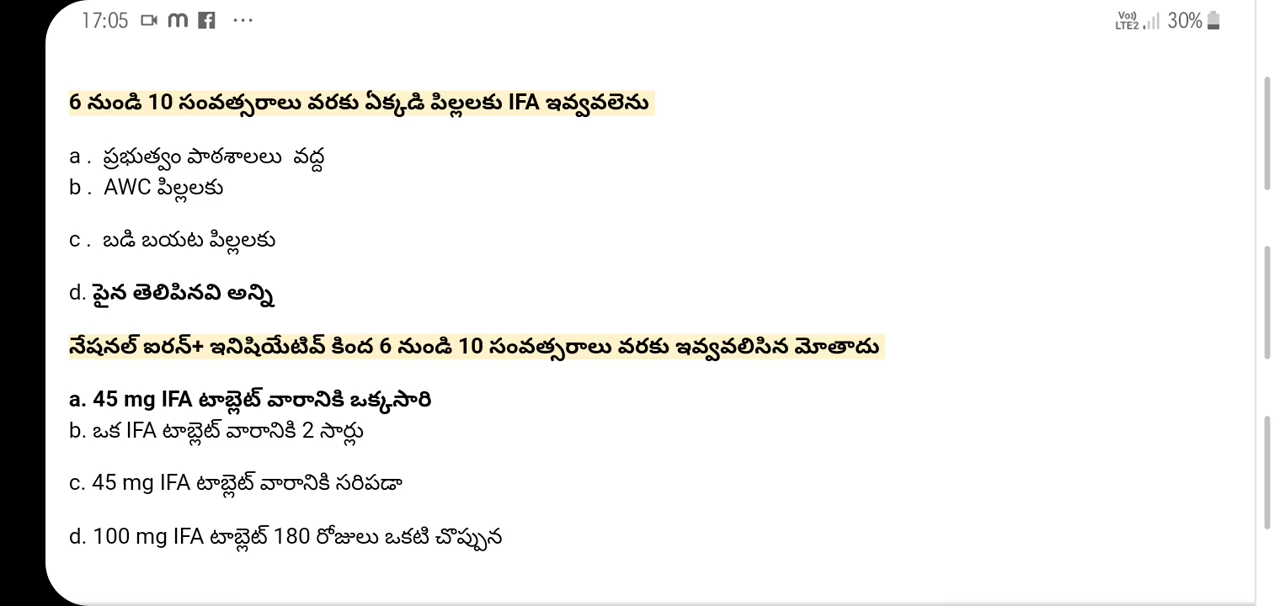 17:05 m f ...
Vo)) LTE2 30%
6 నుండి 10 సంవత్సరాలు వరకు ఏక్కడి పిల్లలకు IFA ఇవ్వవలెను
a . ప్రభుత్వం పాఠశాలలు వద్ద
b . AWC పిల్లలకు
c . బడి బయట పిల్లలకు
d. పైన తెలిపినవి అన్ని
నేషనల్ ఐరన్+ ఇనిషియేటివ్ కింద 6 నుండి 10 సంవత్సరాలు వరకు ఇవ్వవలిసిన మోతాదు
a. 45 mg IFA టాబ్లెట్ వారానికి ఒక్కసారి
b. ఒక IFA టాబ్లెట్ వారానికి 2 సార్లు
c. 45 mg IFA టాబ్లెట్ వారానికి సరిపడా
d. 100 mg IFA టాబ్లెట్ 180 రోజులు ఒకటి చొప్పున